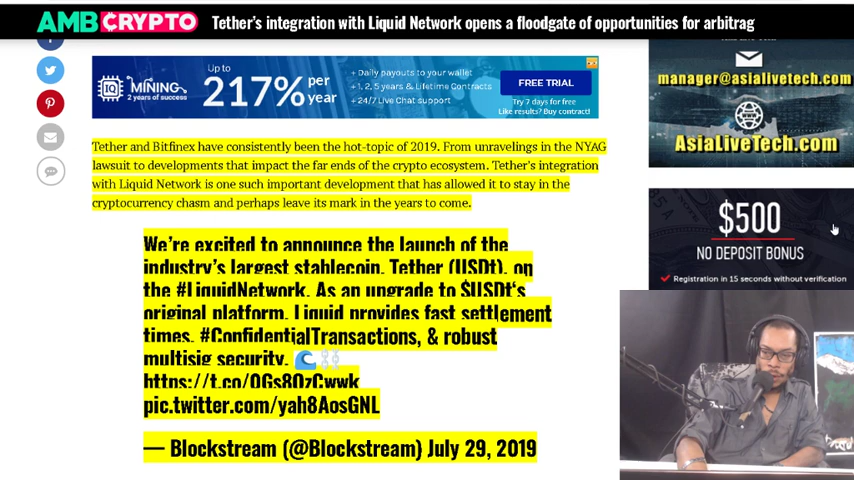 AMBCRYPTO Tether's integration with Liquid Network opens a floodgate of opportunities for arbitrag
IQ MINING
2 years of success
Up to
217% per year
+ Daily payouts to your wallet
+ 1, 2, 5 years & Lifetime Contracts
+ 24/7 Live Chat support
FREE TRIAL
Try 7 days for free
Like results? Buy contract!
Tether and Bitfinex have consistently been the hot-topic of 2019. From unravelings in the NYAG
lawsuit to developments that impact the far ends of the crypto ecosystem. Tether's integration
with Liquid Network is one such important development that has allowed it to stay in the
cryptocurrency chasm and perhaps leave its mark in the years to come.
We're excited to announce the launch of the
industry's largest stablecoin, Tether (USDt), on
the #LiquidNetwork. As an upgrade to $USDt's
original platform, Liquid provides fast settlement
times, #ConfidentialTransactions, & robust
multisig security. 🌊⛓
https://t.co/OGs8QzCwwk
pic.twitter.com/yah8AosGNL
— Blockstream (@Blockstream) July 29, 2019
manager@asialivetech.com
AsiaLiveTech.com
$500
NO DEPOSIT BONUS
Registration in 15 seconds without verification